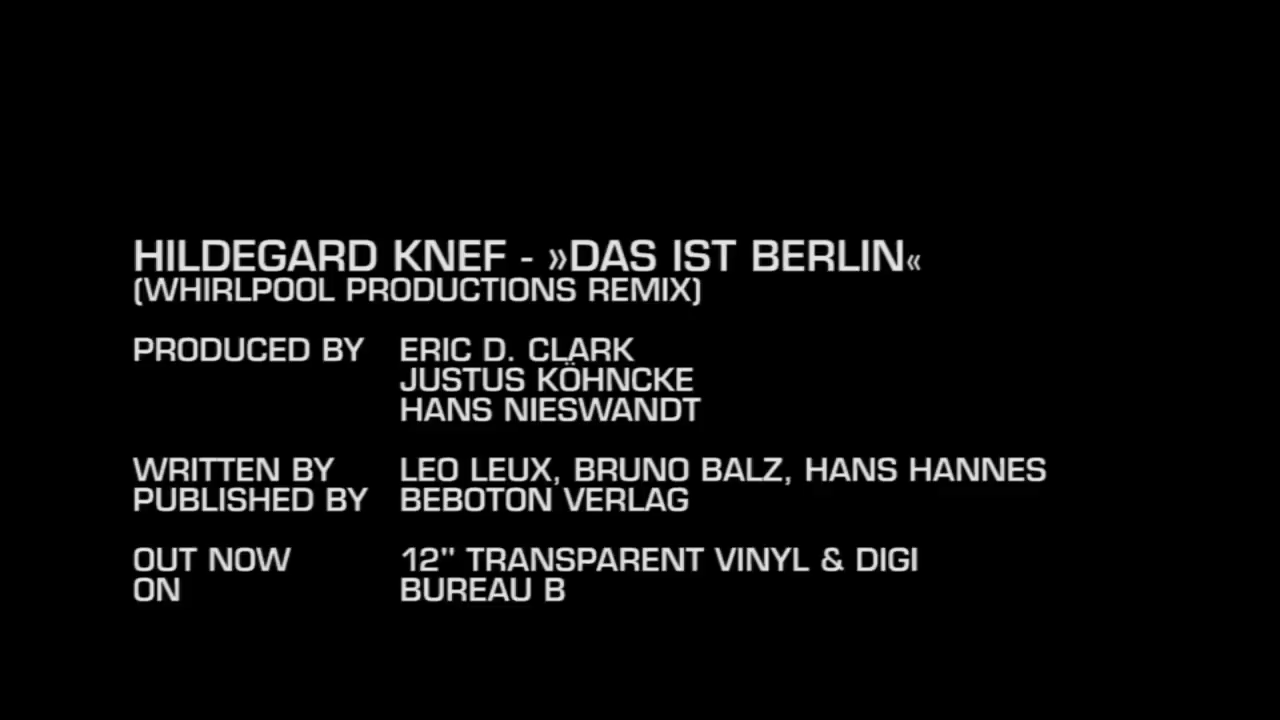 HILDEGARD KNEF - »DAS IST BERLIN«
(WHIRLPOOL PRODUCTIONS REMIX)
PRODUCED BY ERIC D. CLARK
JUSTUS KÖHNCKE
HANS NIESWANDT
WRITTEN BY LEO LEUX, BRUNO BALZ, HANS HANNES
PUBLISHED BY BEBOTON VERLAG
OUT NOW 12" TRANSPARENT VINYL & DIGI
ON BUREAU B